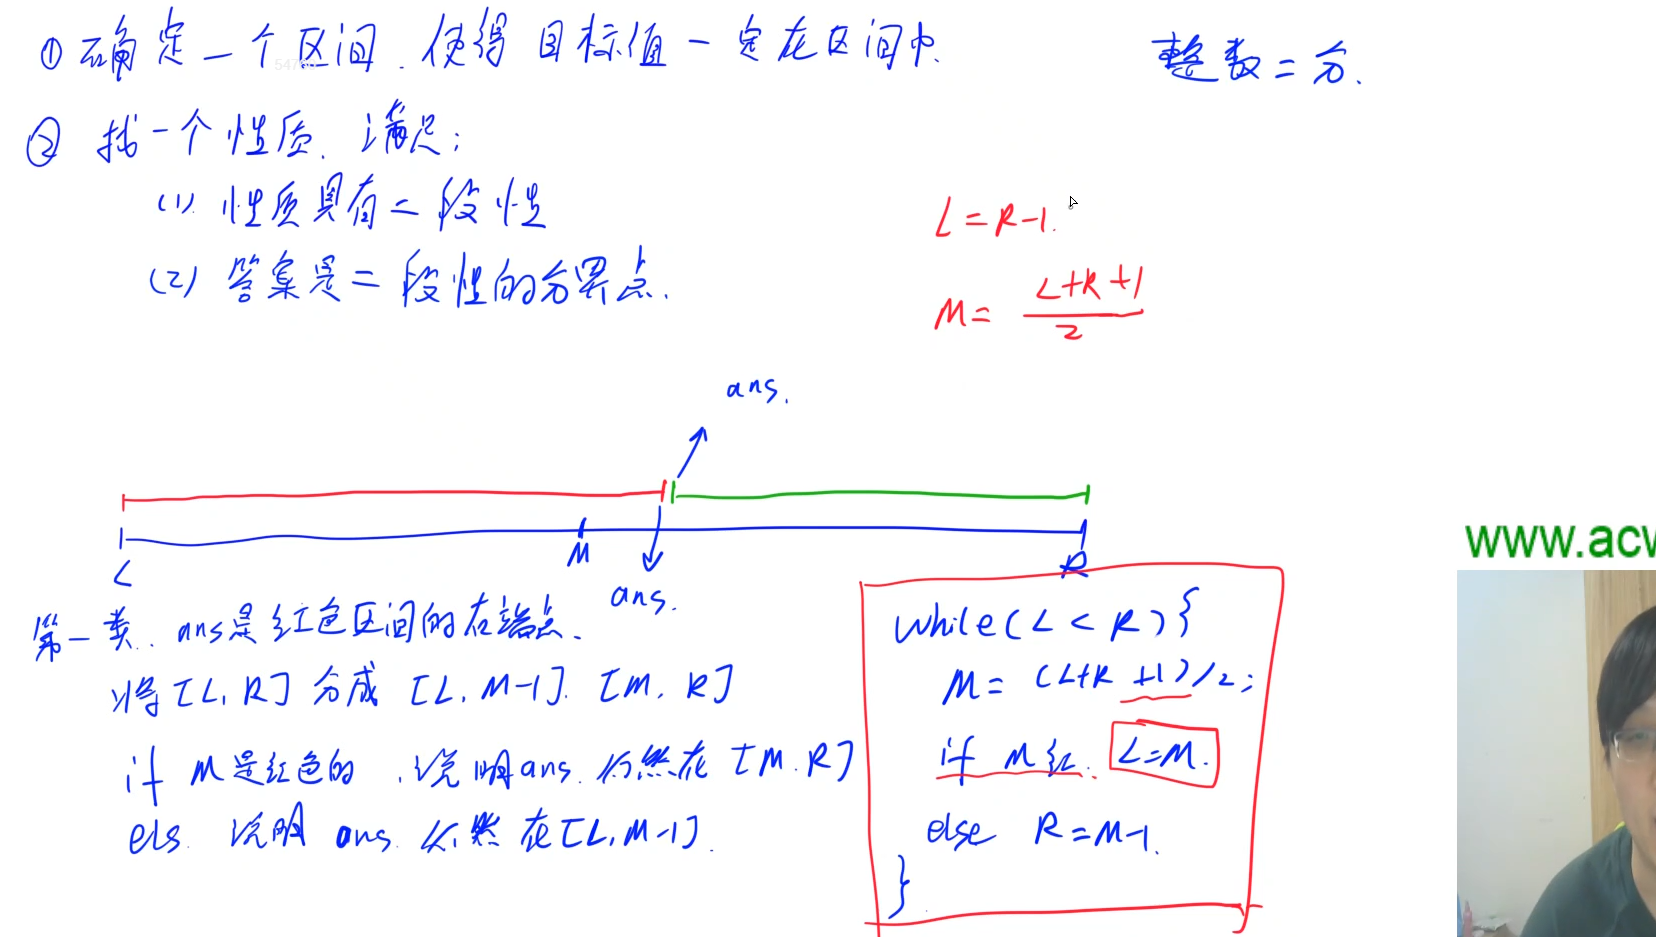 ① 确定一个区间，使得目标值一定在区间中.
整数二分.
② 找一个性质，满足：
(1) 性质具有二段性
(2) 答案是二段性的分界点.
L=R-1.
M= L+R+1
2
ans.
L
M
R
ans.
第一类. ans是红色区间的右端点.
将[L,R]分成[L,M-1].[M,R]
if M是红色的,说明ans.仍然在[M.R]
els. 说明 ans. 仍然在[L,M-1].
while(L<R){
M=(L+R+1)/2;
if M红. L=M.
else R=M-1.
}
www.acw